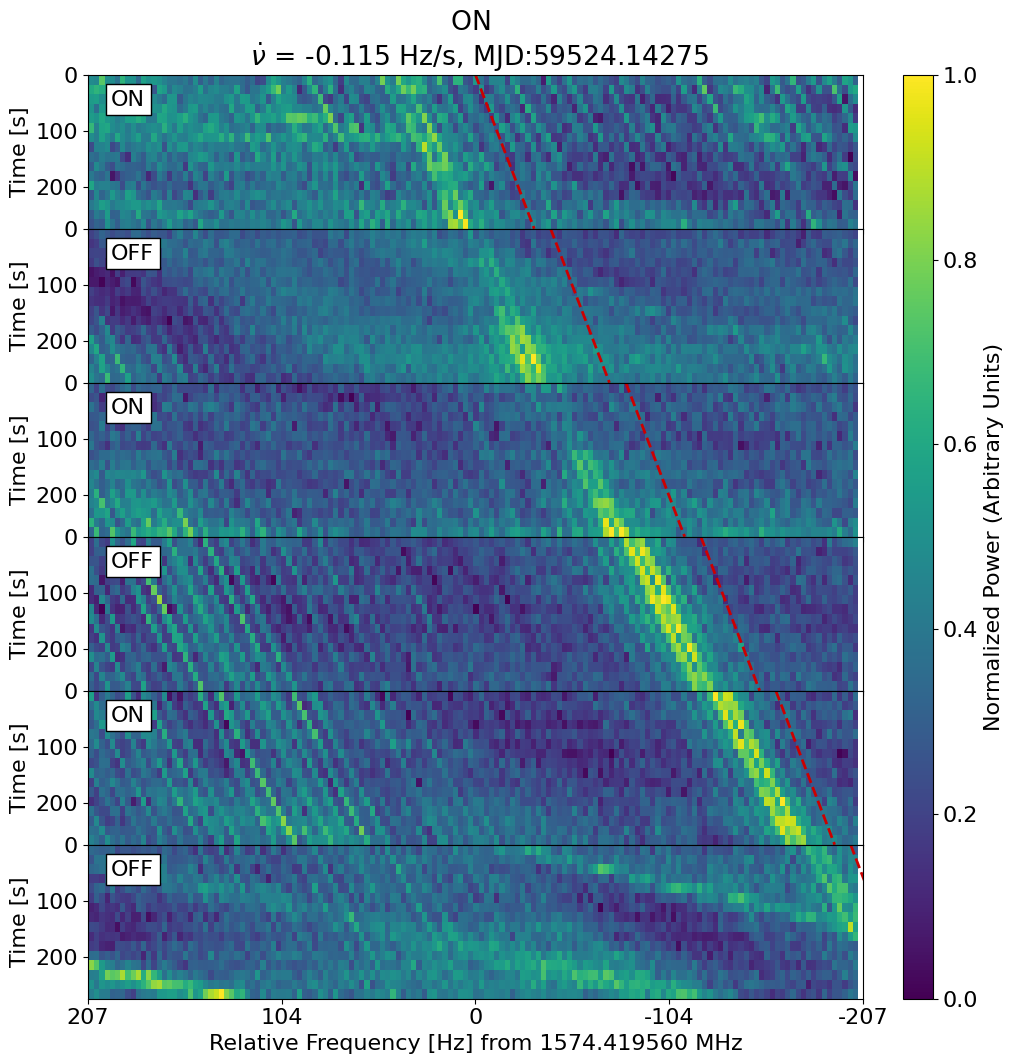 ON
ν̇ = -0.115 Hz/s, MJD:59524.14275
0
ON
100
Time [s]
200
0
OFF
100
Time [s]
200
0
ON
100
Time [s]
200
0
OFF
100
Time [s]
200
0
ON
100
Time [s]
200
0
OFF
100
Time [s]
200
207 104 0 -104 -207
Relative Frequency [Hz] from 1574.419560 MHz
1.0
0.8
0.6
0.4
0.2
0.0
Normalized Power (Arbitrary Units)